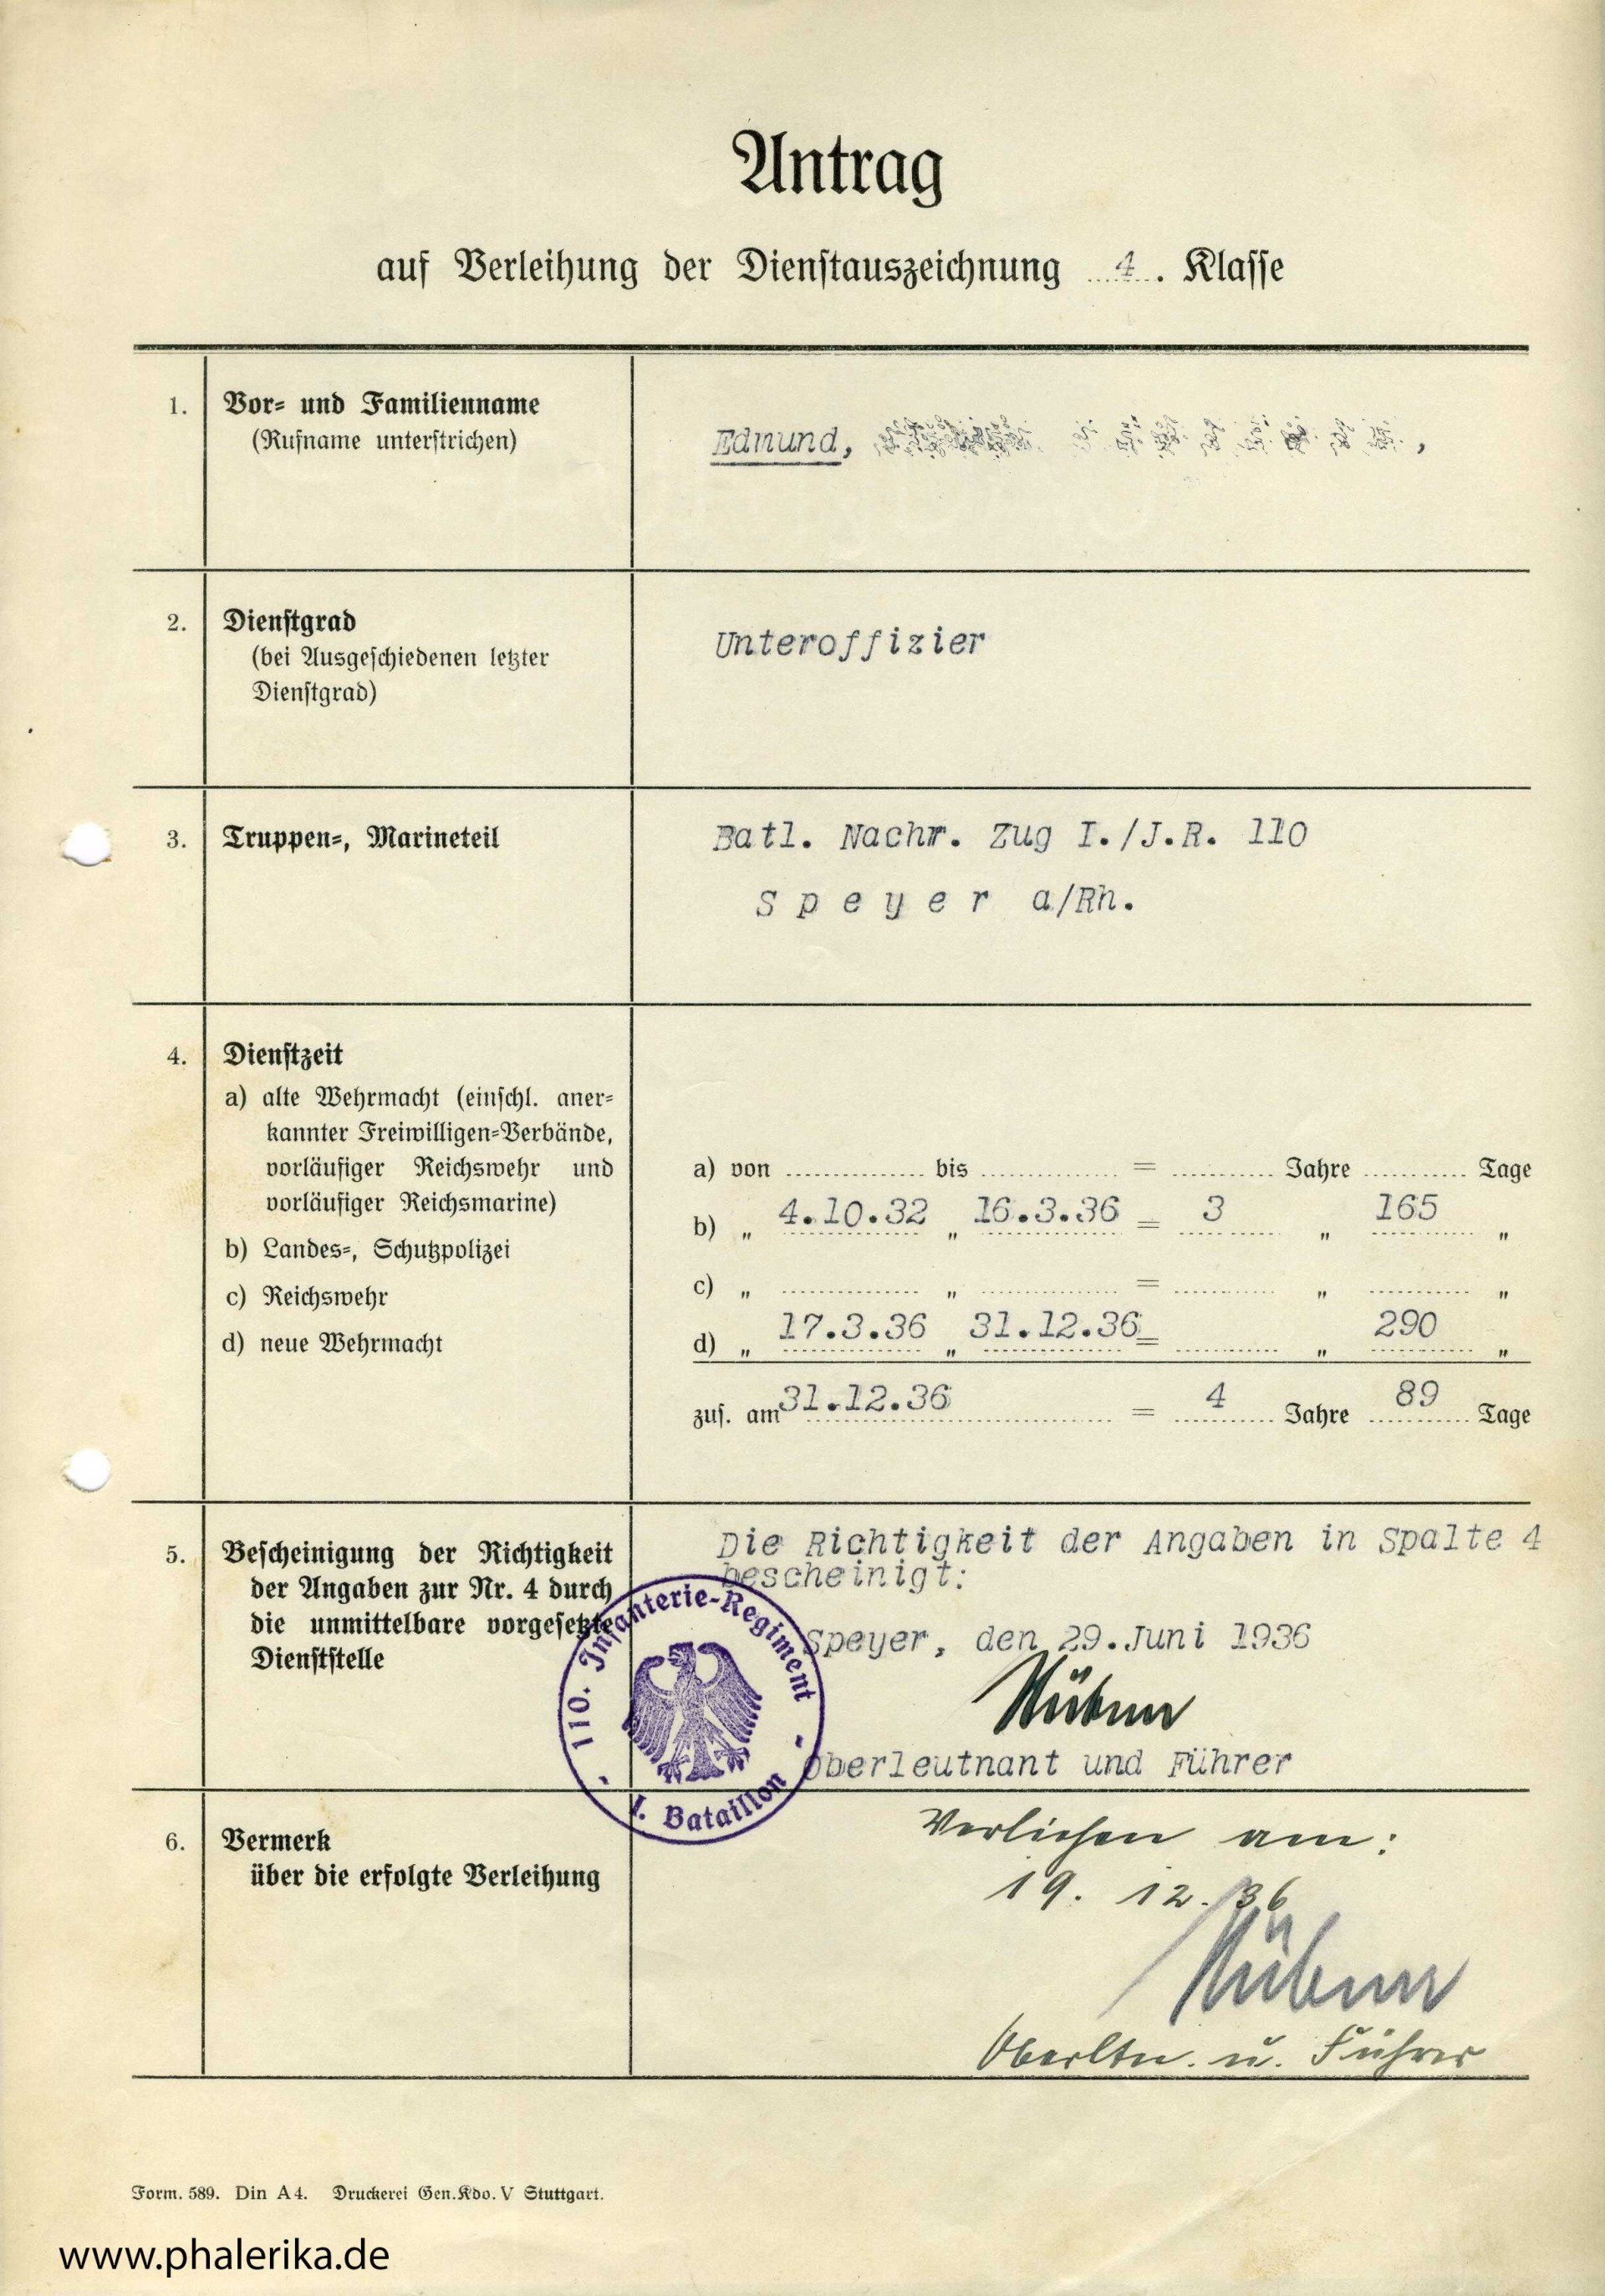 Antrag
auf Verleihung der Dienstauszeichnung 4. Klasse
1. Vor- und Familienname
(Rufname unterstrichen)
Edmund, ,
2. Dienstgrad
(bei Ausgeschiedenen letzter
Dienstgrad)
Unteroffizier
3. Truppen-, Marineteil
Batl. Nachr. Zug I./J.R. 110
Speyer a/Rh.
4. Dienstzeit
a) alte Wehrmacht (einschl. aner-
kannter Freiwilligen-Verbände,
vorläufiger Reichswehr und
vorläufiger Reichsmarine)
b) Landes-, Schutzpolizei
c) Reichswehr
d) neue Wehrmacht
a) von bis = Jahre Tage
b) „ 4.10.32 „ 16.3.36 = 3 „ 165 „
c) „ „ = „ „
d) „ 17.3.36 „ 31.12.36 = „ 290 „
zus. am 31.12.36 = 4 Jahre 89 Tage
5. Bescheinigung der Richtigkeit
der Angaben zur Nr. 4 durch
die unmittelbare vorgesetzte
Dienststelle
Die Richtigkeit der Angaben in Spalte 4
bescheinigt:
Speyer, den 29.Juni 1936
Oberleutnant und Führer
110. Infanterie-Regiment
I. Bataillon
6. Vermerk
über die erfolgte Verleihung
Verliehen am:
19. 12. 36
Oberltn. u. Führer
Form. 589. Din A 4. Druckerei Gen.Kdo. V Stuttgart.
www.phalerika.de